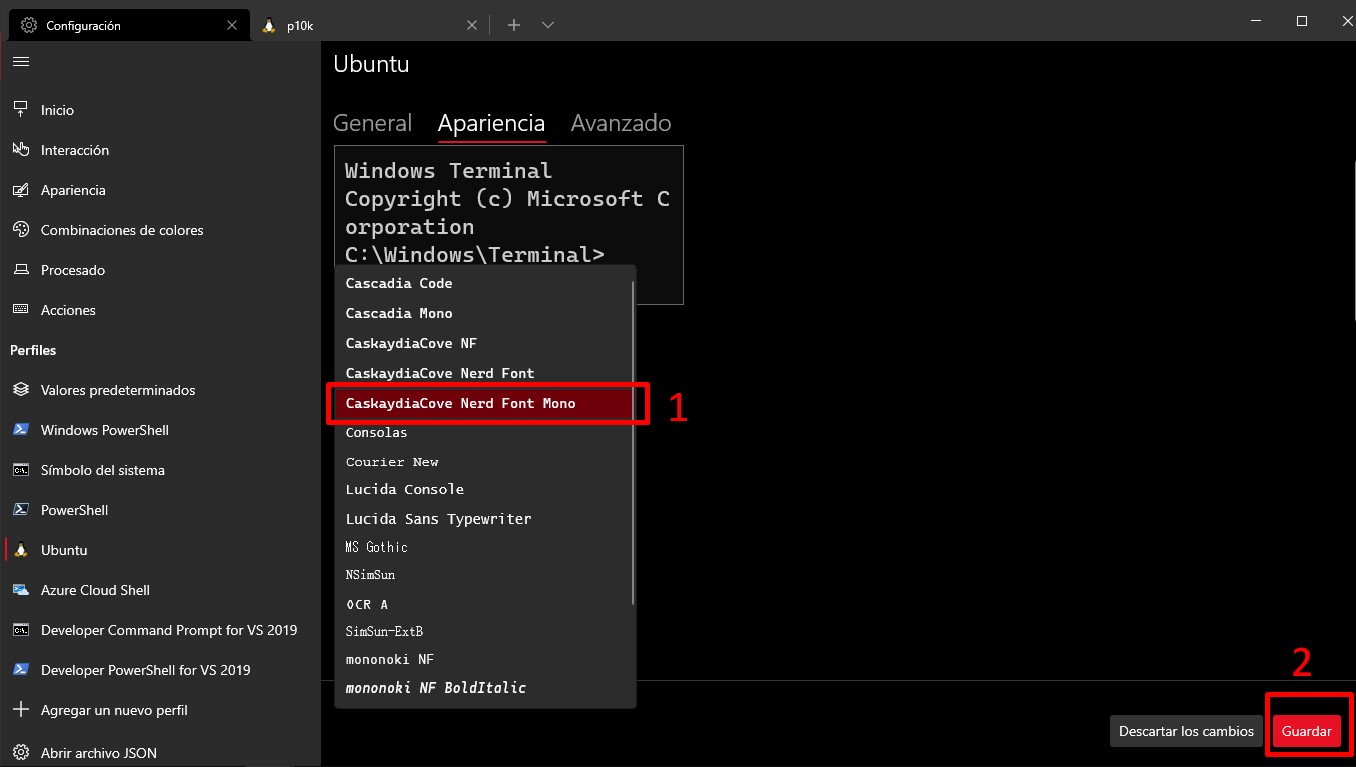 Configuración
p10k
Inicio
Interacción
Apariencia
Combinaciones de colores
Procesado
Acciones
Perfiles
Valores predeterminados
Windows PowerShell
Símbolo del sistema
PowerShell
Ubuntu
Azure Cloud Shell
Developer Command Prompt for VS 2019
Developer PowerShell for VS 2019
Agregar un nuevo perfil
Abrir archivo JSON
Ubuntu
General Apariencia Avanzado
Windows Terminal
Copyright (c) Microsoft C
orporation
C:\Windows\Terminal>
Cascadia Code
Cascadia Mono
CaskaydiaCove NF
CaskaydiaCove Nerd Font
CaskaydiaCove Nerd Font Mono
1
Consolas
Courier New
Lucida Console
Lucida Sans Typewriter
MS Gothic
NSimSun
OCR A
SimSun-ExtB
mononoki NF
mononoki NF BoldItalic
2
Descartar los cambios
Guardar